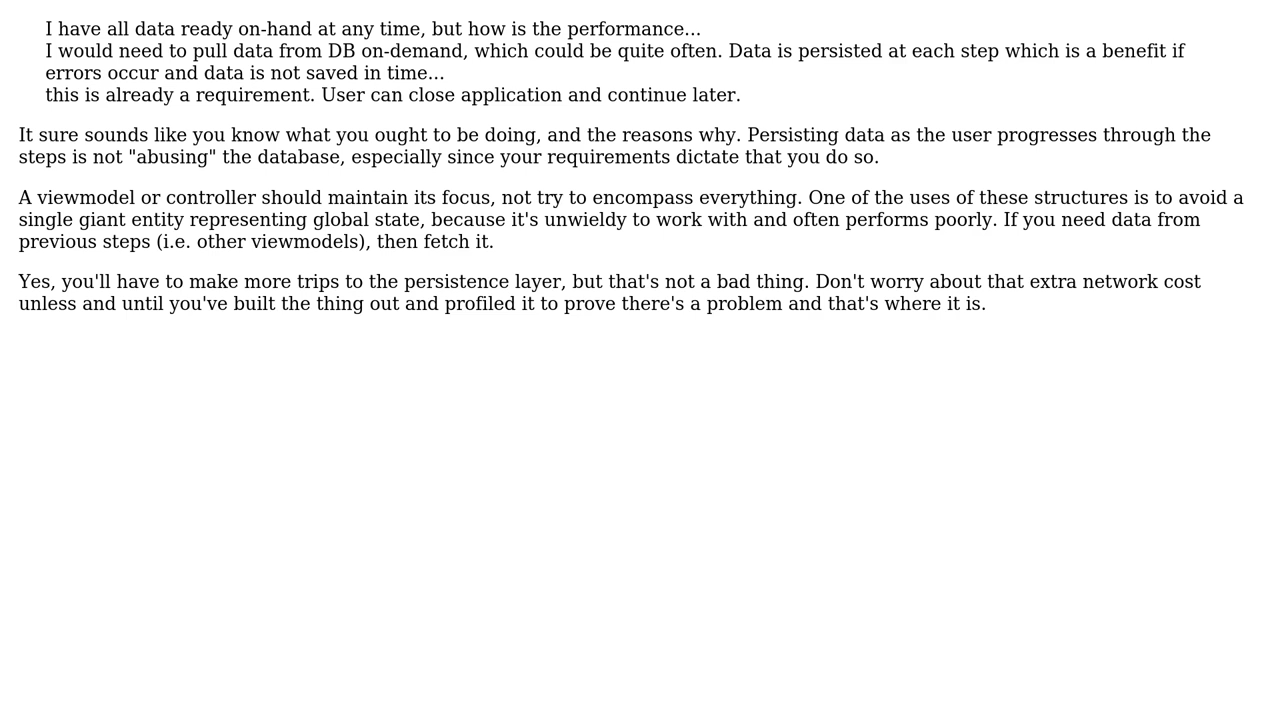 I have all data ready on-hand at any time, but how is the performance...
I would need to pull data from DB on-demand, which could be quite often. Data is persisted at each step which is a benefit if
errors occur and data is not saved in time...
this is already a requirement. User can close application and continue later.
It sure sounds like you know what you ought to be doing, and the reasons why. Persisting data as the user progresses through the
steps is not "abusing" the database, especially since your requirements dictate that you do so.
A viewmodel or controller should maintain its focus, not try to encompass everything. One of the uses of these structures is to avoid a
single giant entity representing global state, because it's unwieldy to work with and often performs poorly. If you need data from
previous steps (i.e. other viewmodels), then fetch it.
Yes, you'll have to make more trips to the persistence layer, but that's not a bad thing. Don't worry about that extra network cost
unless and until you've built the thing out and profiled it to prove there's a problem and that's where it is.